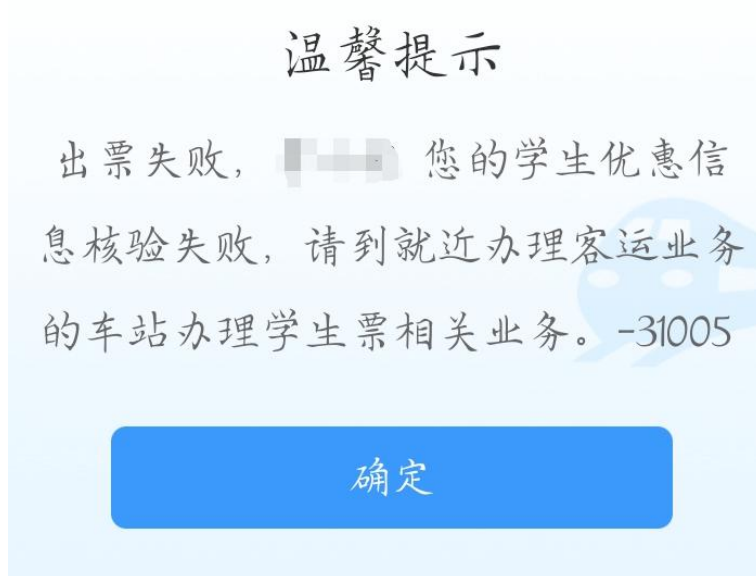 温馨提示
出票失败， 您的学生优惠信
息核验失败，请到就近办理客运业务
的车站办理学生票相关业务。-31005
确定